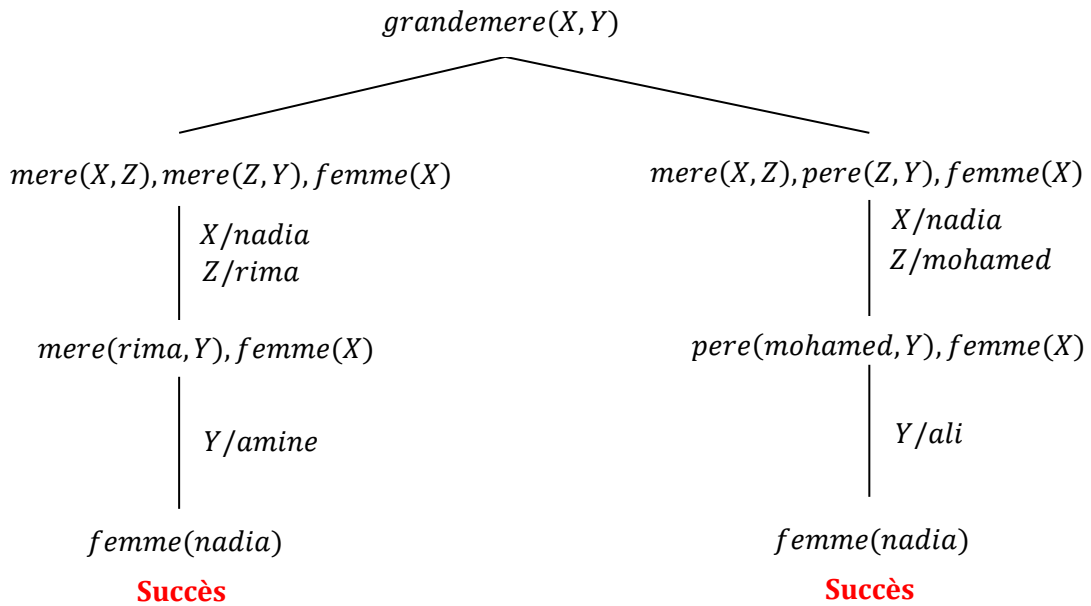 grandemere(X, Y)
mere(X, Z), mere(Z, Y), femme(X)
mere(X, Z), pere(Z, Y), femme(X)
X/nadia
Z/rima
X/nadia
Z/mohamed
mere(rima, Y), femme(X)
pere(mohamed, Y), femme(X)
Y/amine
Y/ali
femme(nadia)
Succès
femme(nadia)
Succès